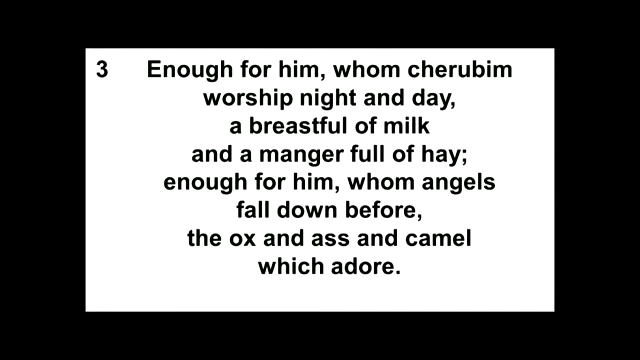 3 Enough for him, whom cherubim
worship night and day,
a breastful of milk
and a manger full of hay;
enough for him, whom angels
fall down before,
the ox and ass and camel
which adore.